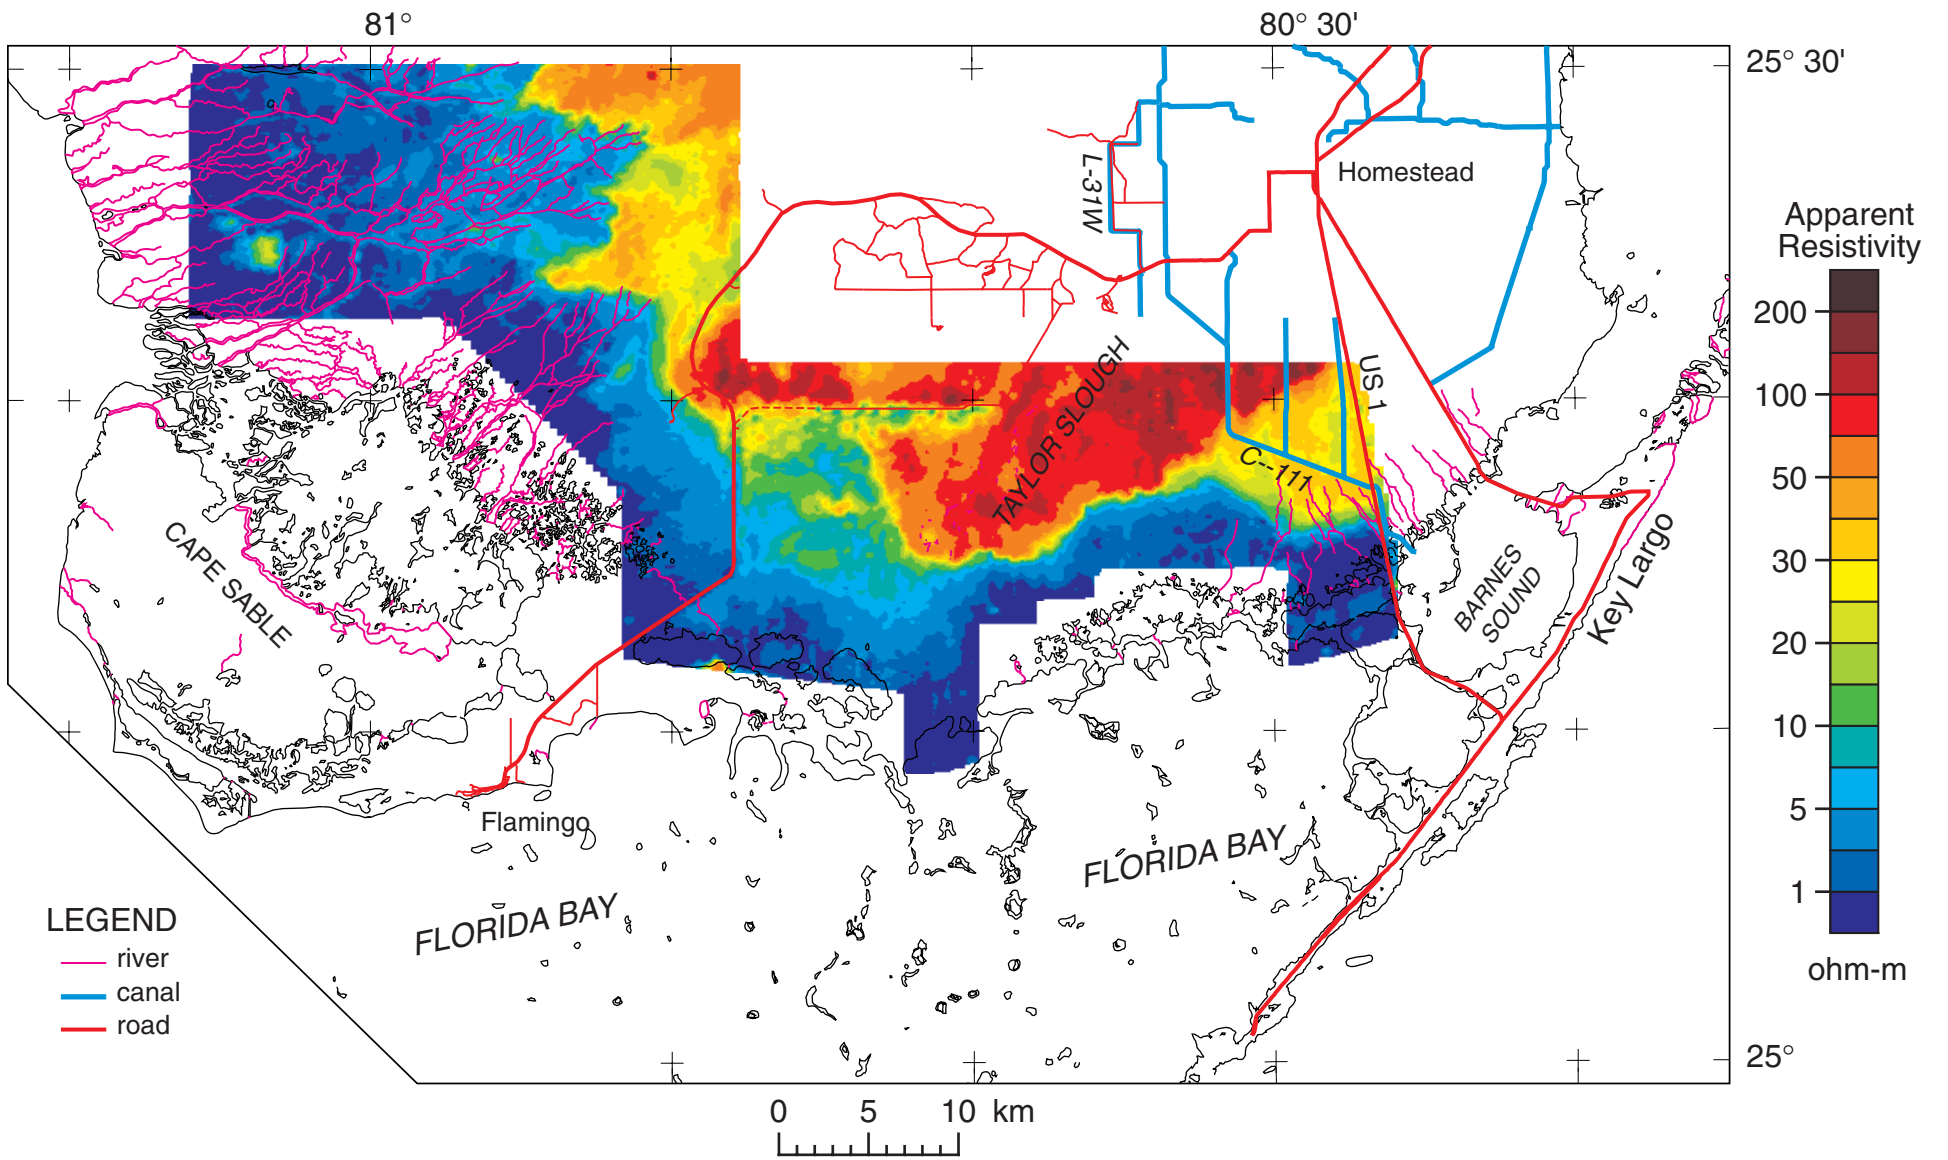 81°
80° 30'
25° 30'
Homestead
L-31W
Apparent
Resistivity
200
100
50
30
20
10
5
1
ohm-m
US 1
TAYLOR SLOUGH
C--111
CAPE SABLE
BARNES
SOUND
Key Largo
Flamingo
FLORIDA BAY
FLORIDA BAY
LEGEND
river
canal
road
25°
0 5 10 km